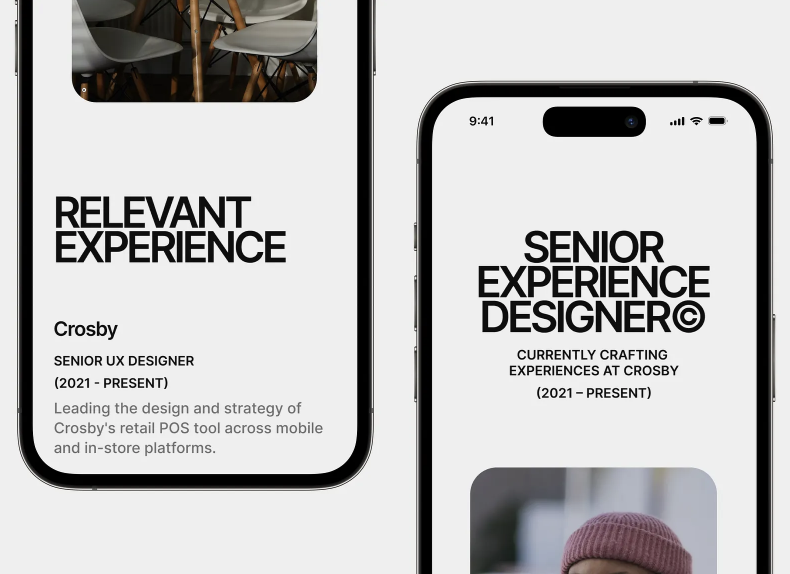 RELEVANT
EXPERIENCE
Crosby
SENIOR UX DESIGNER
(2021 - PRESENT)
Leading the design and strategy of
Crosby's retail POS tool across mobile
and in-store platforms.
9:41
SENIOR
EXPERIENCE
DESIGNER©
CURRENTLY CRAFTING
EXPERIENCES AT CROSBY
(2021 – PRESENT)